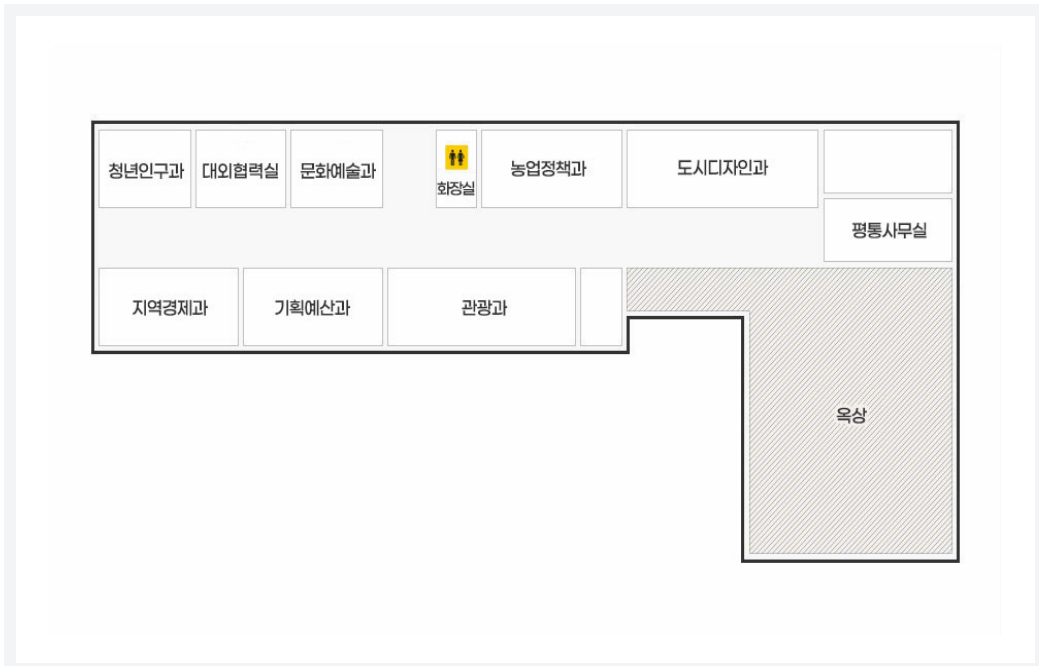 청년인구과
대외협력실
문화예술과
화장실
농업정책과
도시디자인과
평통사무실
지역경제과
기획예산과
관광과
옥상